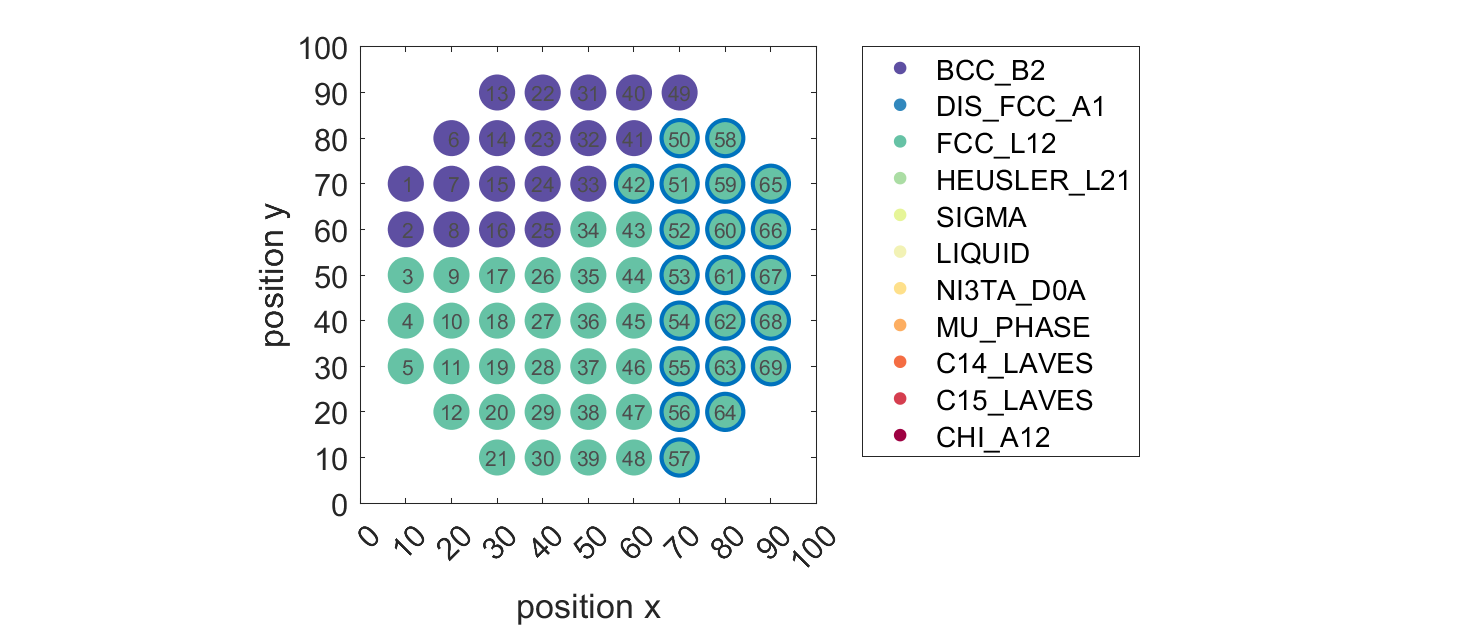 100
90
80
70
60
50
40
30
20
10
0
position y
13 22 31 40 49
6 14 23 32 41 50 58
1 7 15 24 33 42 51 59 65
2 8 16 25 34 43 52 60 66
3 9 17 26 35 44 53 61 67
4 10 18 27 36 45 54 62 68
5 11 19 28 37 46 55 63 69
12 20 29 38 47 56 64
21 30 39 48 57
0 10 20 30 40 50 60 70 80 90 100
position x
BCC_B2
DIS_FCC_A1
FCC_L12
HEUSLER_L21
SIGMA
LIQUID
NI3TA_D0A
MU_PHASE
C14_LAVES
C15_LAVES
CHI_A12